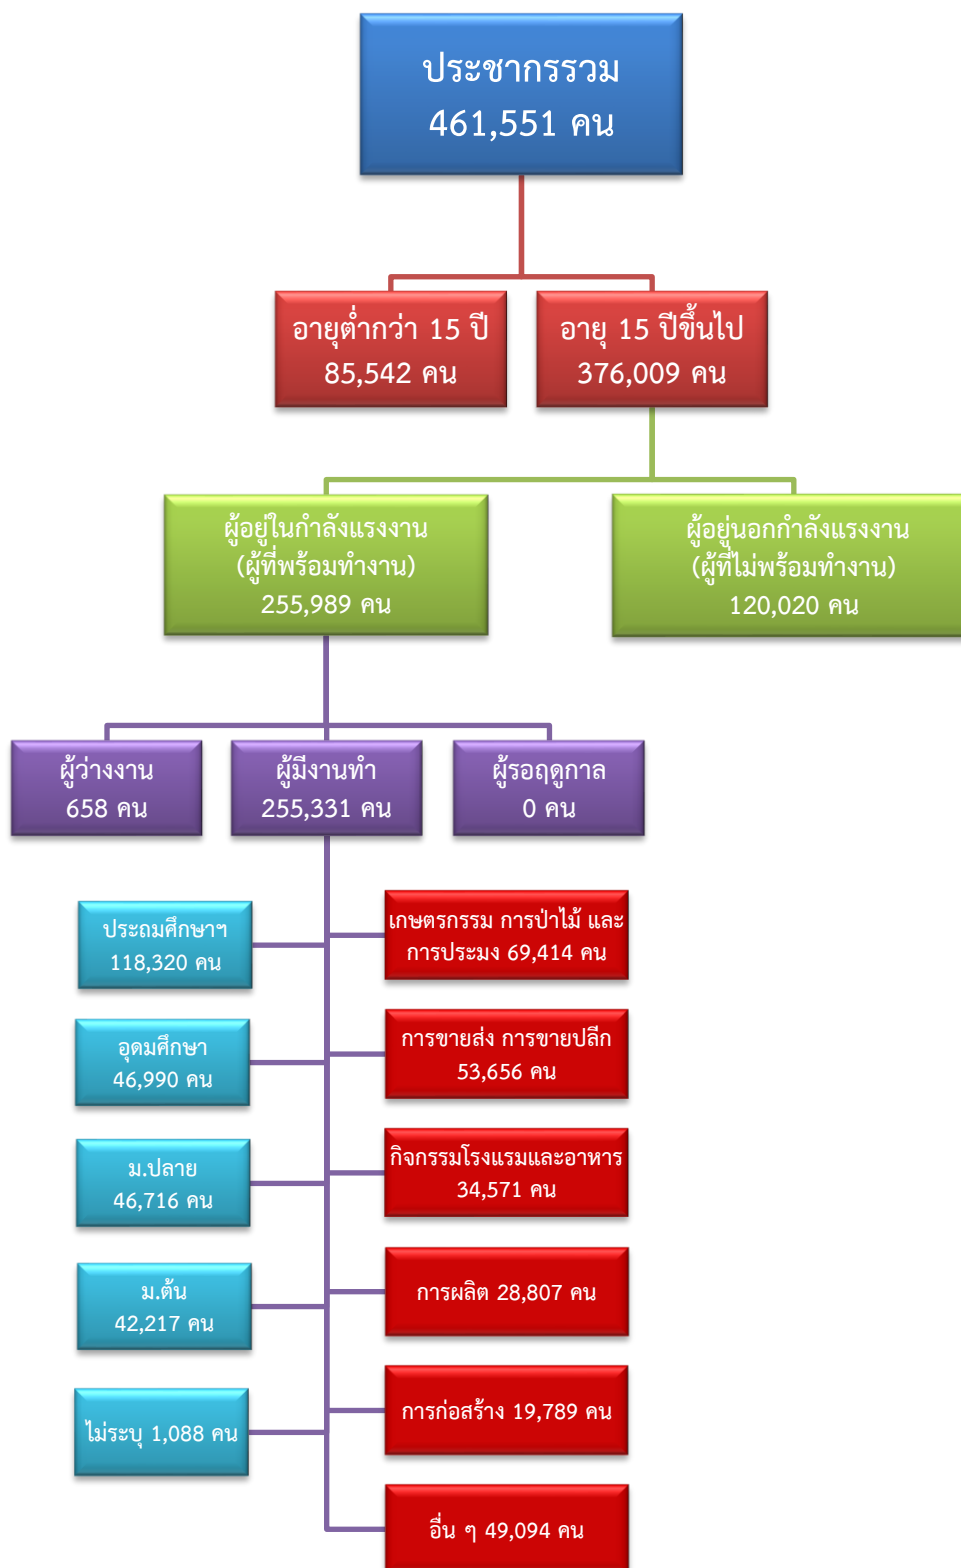 ประชากรรวม
461,551 คน
อายุต่ำกว่า 15 ปี
85,542 คน
อายุ 15 ปีขึ้นไป
376,009 คน
ผู้อยู่ในกำลังแรงงาน
(ผู้ที่พร้อมทำงาน)
255,989 คน
ผู้อยู่นอกกำลังแรงงาน
(ผู้ที่ไม่พร้อมทำงาน)
120,020 คน
ผู้ว่างงาน
658 คน
ผู้มีงานทำ
255,331 คน
ผู้รอฤดูกาล
0 คน
ประถมศึกษาฯ
118,320 คน
อุดมศึกษา
46,990 คน
ม.ปลาย
46,716 คน
ม.ต้น
42,217 คน
ไม่ระบุ 1,088 คน
เกษตรกรรม การป่าไม้ และ
การประมง 69,414 คน
การขายส่ง การขายปลีก
53,656 คน
กิจกรรมโรงแรมและอาหาร
34,571 คน
การผลิต 28,807 คน
การก่อสร้าง 19,789 คน
อื่น ๆ 49,094 คน